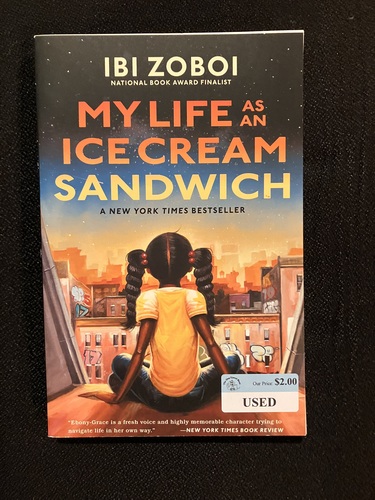 IBI ZOBOI
NATIONAL BOOK AWARD FINALIST
MY LIFE AS AN
ICE CREAM
SANDWICH
A NEW YORK TIMES BESTSELLER
Our Price: $2.00
USED
"Ebony-Grace is a fresh voice and highly memorable character trying to
navigate life in her own way." —NEW YORK TIMES BOOK REVIEW